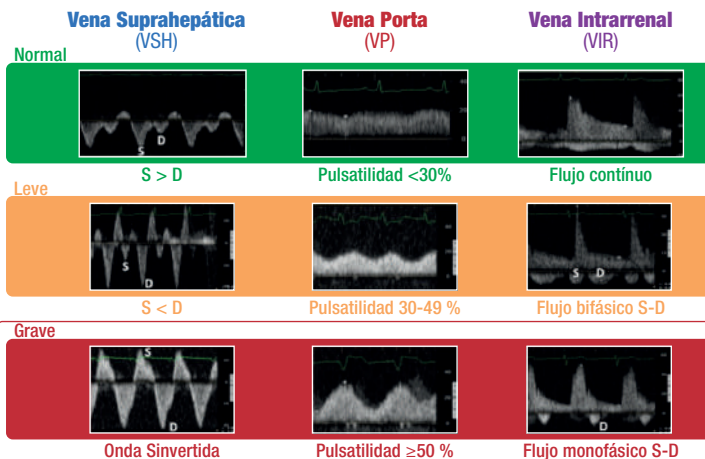 Vena Suprahepática
(VSH)
Vena Porta
(VP)
Vena Intrarrenal
(VIR)
Normal
S
D
S > D
Pulsatilidad <30%
Flujo contínuo
Leve
S
D
S D
S < D
Pulsatilidad 30-49 %
Flujo bifásico S-D
Grave
S
D
D
Onda Sinvertida
Pulsatilidad ≥50 %
Flujo monofásico S-D